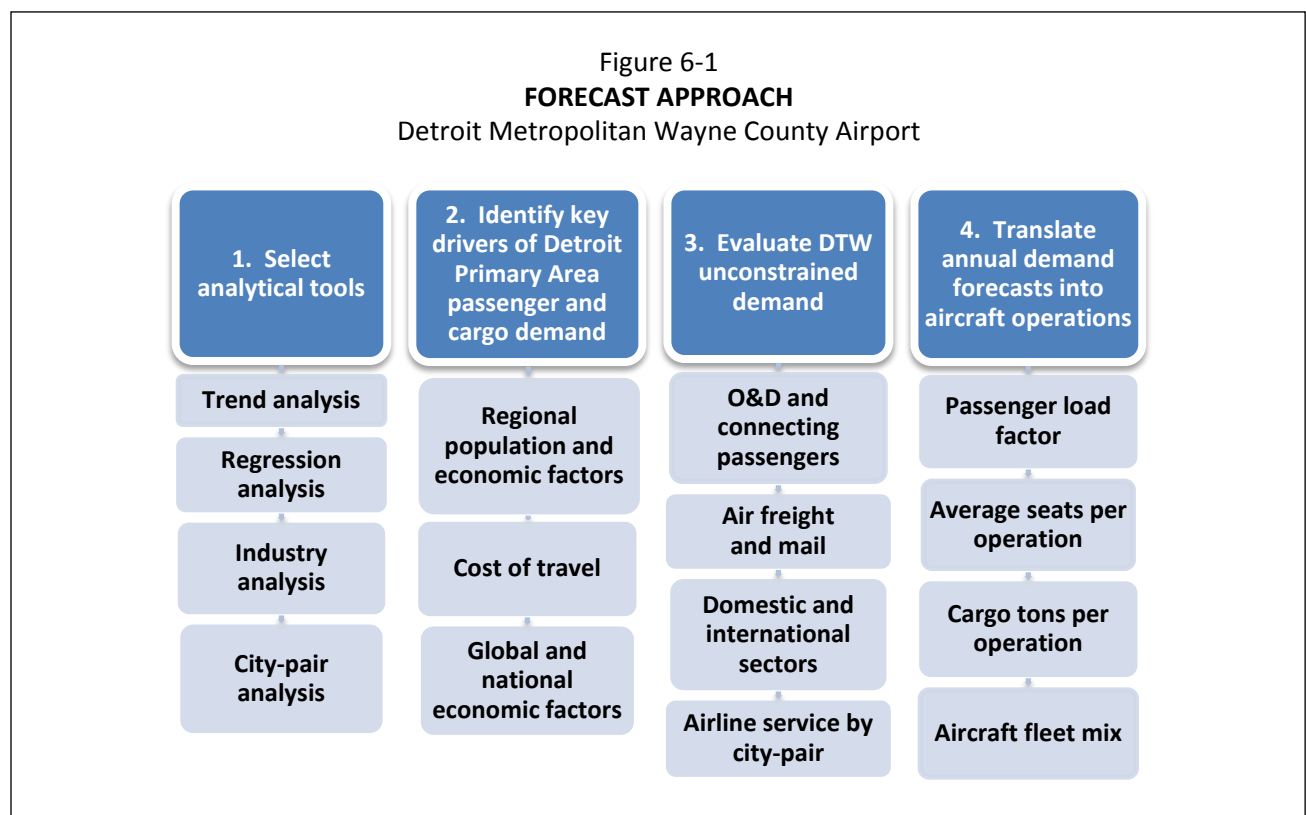 Figure 6-1
FORECAST APPROACH
Detroit Metropolitan Wayne County Airport
1. Select
analytical tools
Trend analysis
Regression
analysis
Industry
analysis
City-pair
analysis
2. Identify key
drivers of Detroit
Primary Area
passenger and
cargo demand
Regional
population and
economic factors
Cost of travel
Global and
national
economic factors
3. Evaluate DTW
unconstrained
demand
O&D and
connecting
passengers
Air freight
and mail
Domestic and
international
sectors
Airline service by
city-pair
4. Translate
annual demand
forecasts into
aircraft operations
Passenger load
factor
Average seats per
operation
Cargo tons per
operation
Aircraft fleet mix